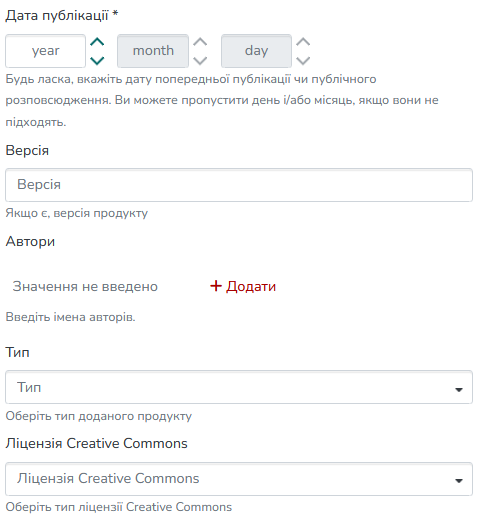 Дата публікації *
year month day
Будь ласка, вкажіть дату попередньої публікації чи публічного
розповсюдження. Ви можете пропустити день і/або місяць, якщо вони не
підходять.
Версія
Версія
Якщо є, версія продукту
Автори
Значення не введено + Додати
Введіть імена авторів.
Тип
Тип
Оберіть тип доданого продукту
Ліцензія Creative Commons
Ліцензія Creative Commons
Оберіть тип ліцензії Creative Commons